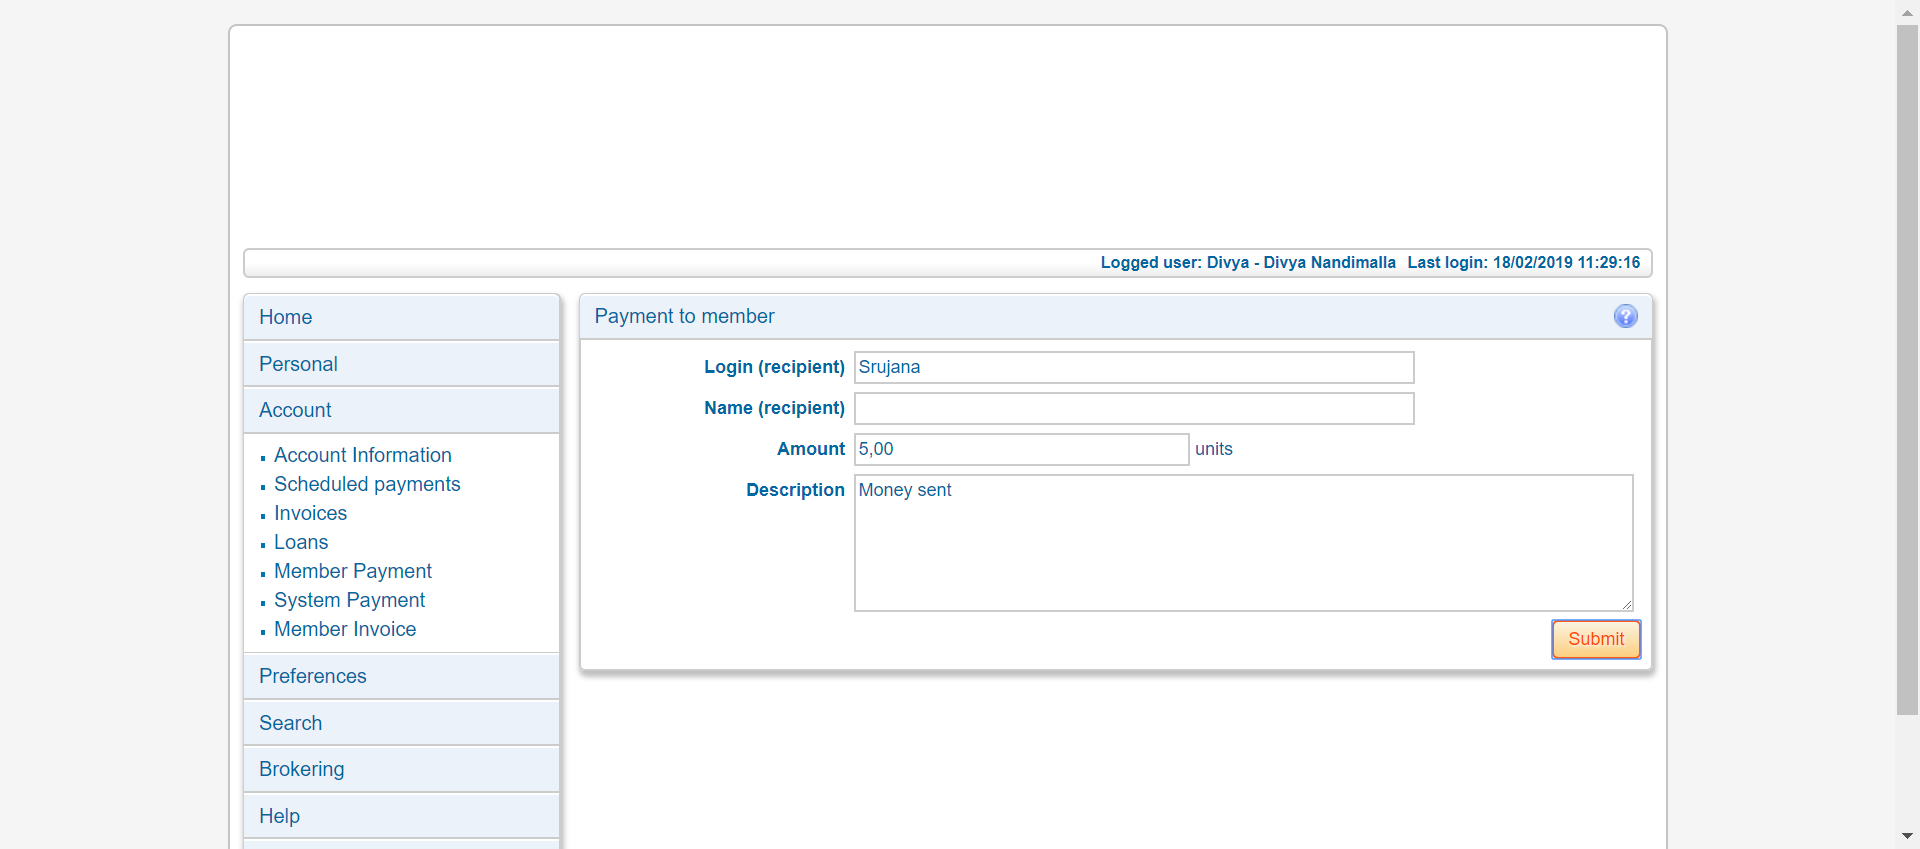 Logged user: Divya - Divya Nandimalla Last login: 18/02/2019 11:29:16
Home
Personal
Account
Account Information
Scheduled payments
Invoices
Loans
Member Payment
System Payment
Member Invoice
Preferences
Search
Brokering
Help
Payment to member
?
Login (recipient) Srujana
Name (recipient)
Amount 5,00 units
Description Money sent
Submit